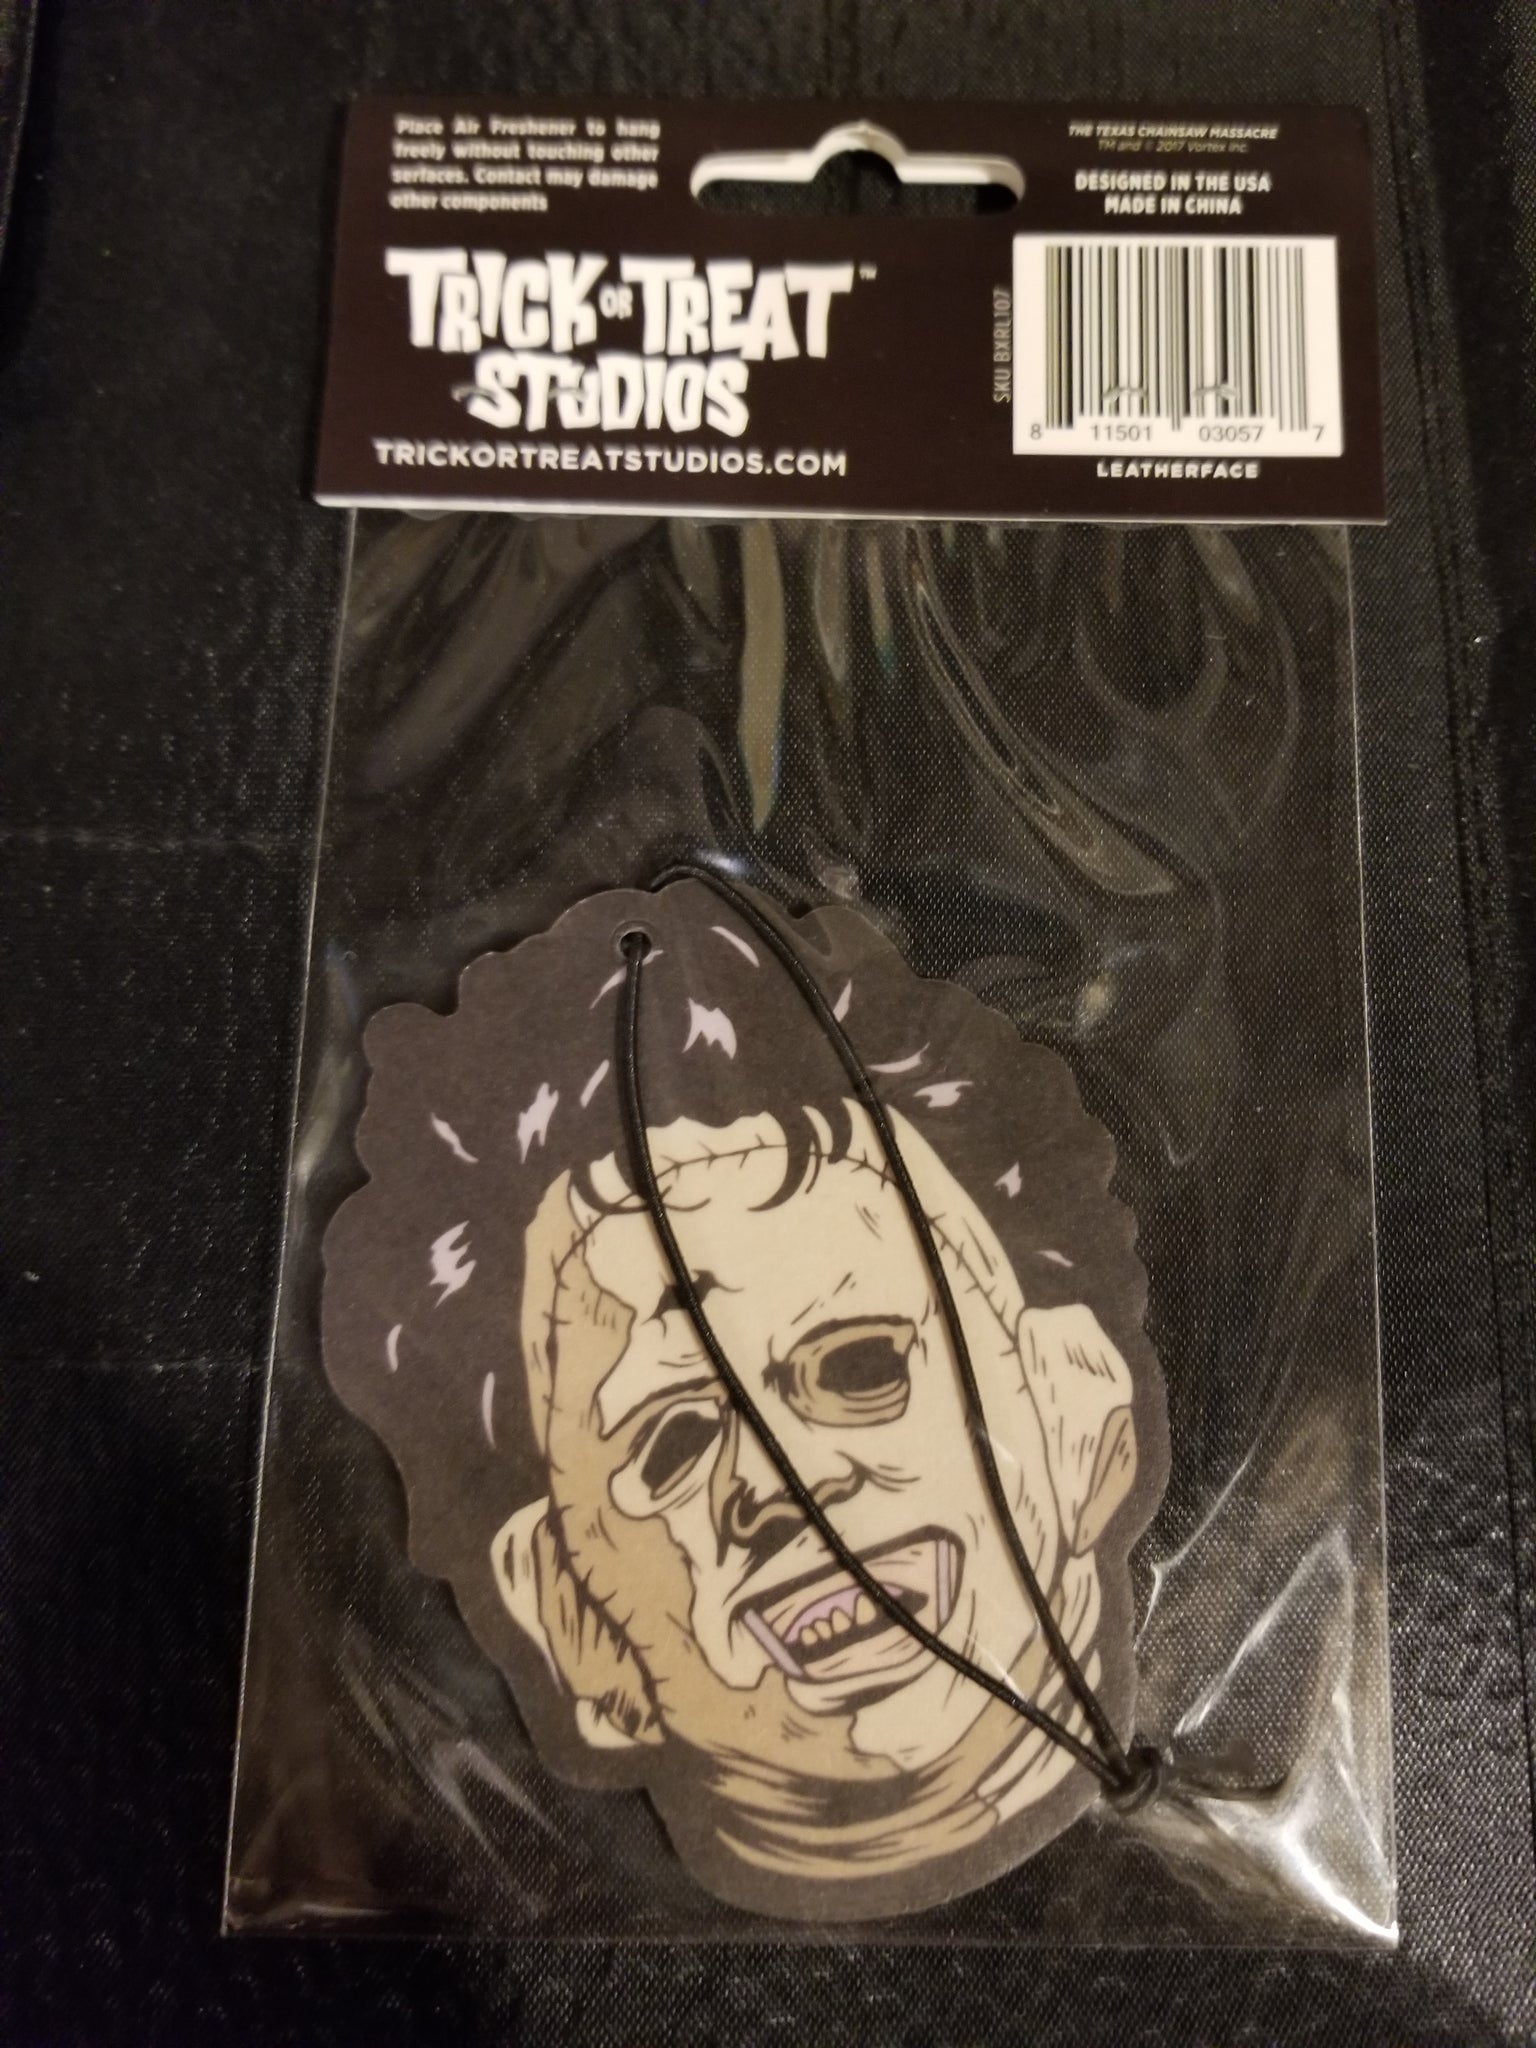 Place Air Freshener to hang
freely without touching other
surfaces. Contact may damage
other components
THE TEXAS CHAINSAW MASSACRE
TM and © 2017 Vortex Inc.
DESIGNED IN THE USA
MADE IN CHINA
TRICK OR TREAT™
STUDIOS
TRICKORTREATSTUDIOS.COM
SKU BXRL107
8 11501 03057 7
LEATHERFACE